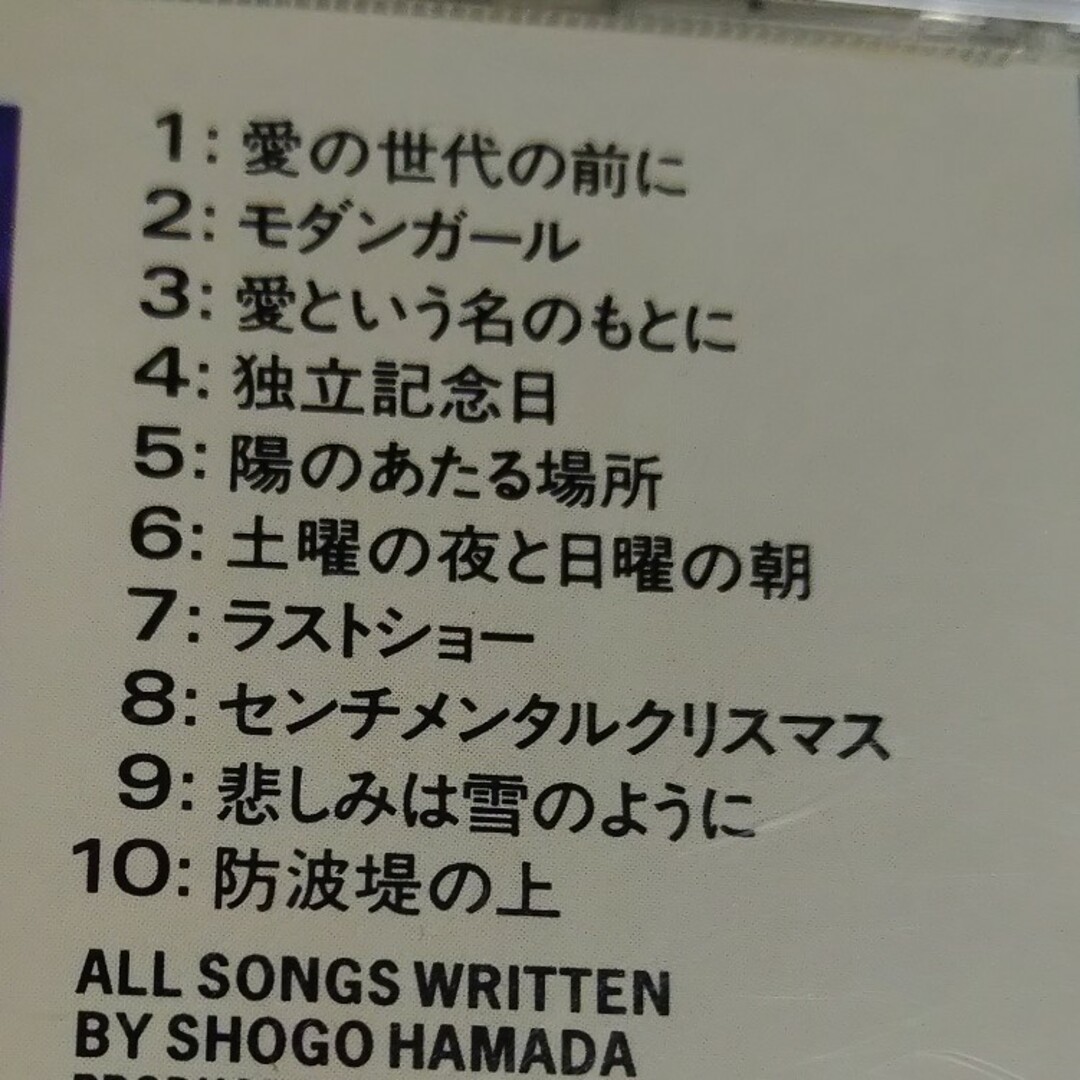 1: 愛の世代の前に
2: モダンガール
3: 愛という名のもとに
4: 独立記念日
5: 陽のあたる場所
6: 土曜の夜と日曜の朝
7: ラストショー
8: センチメンタルクリスマス
9: 悲しみは雪のように
10: 防波堤の上
ALL SONGS WRITTEN
BY SHOGO HAMADA